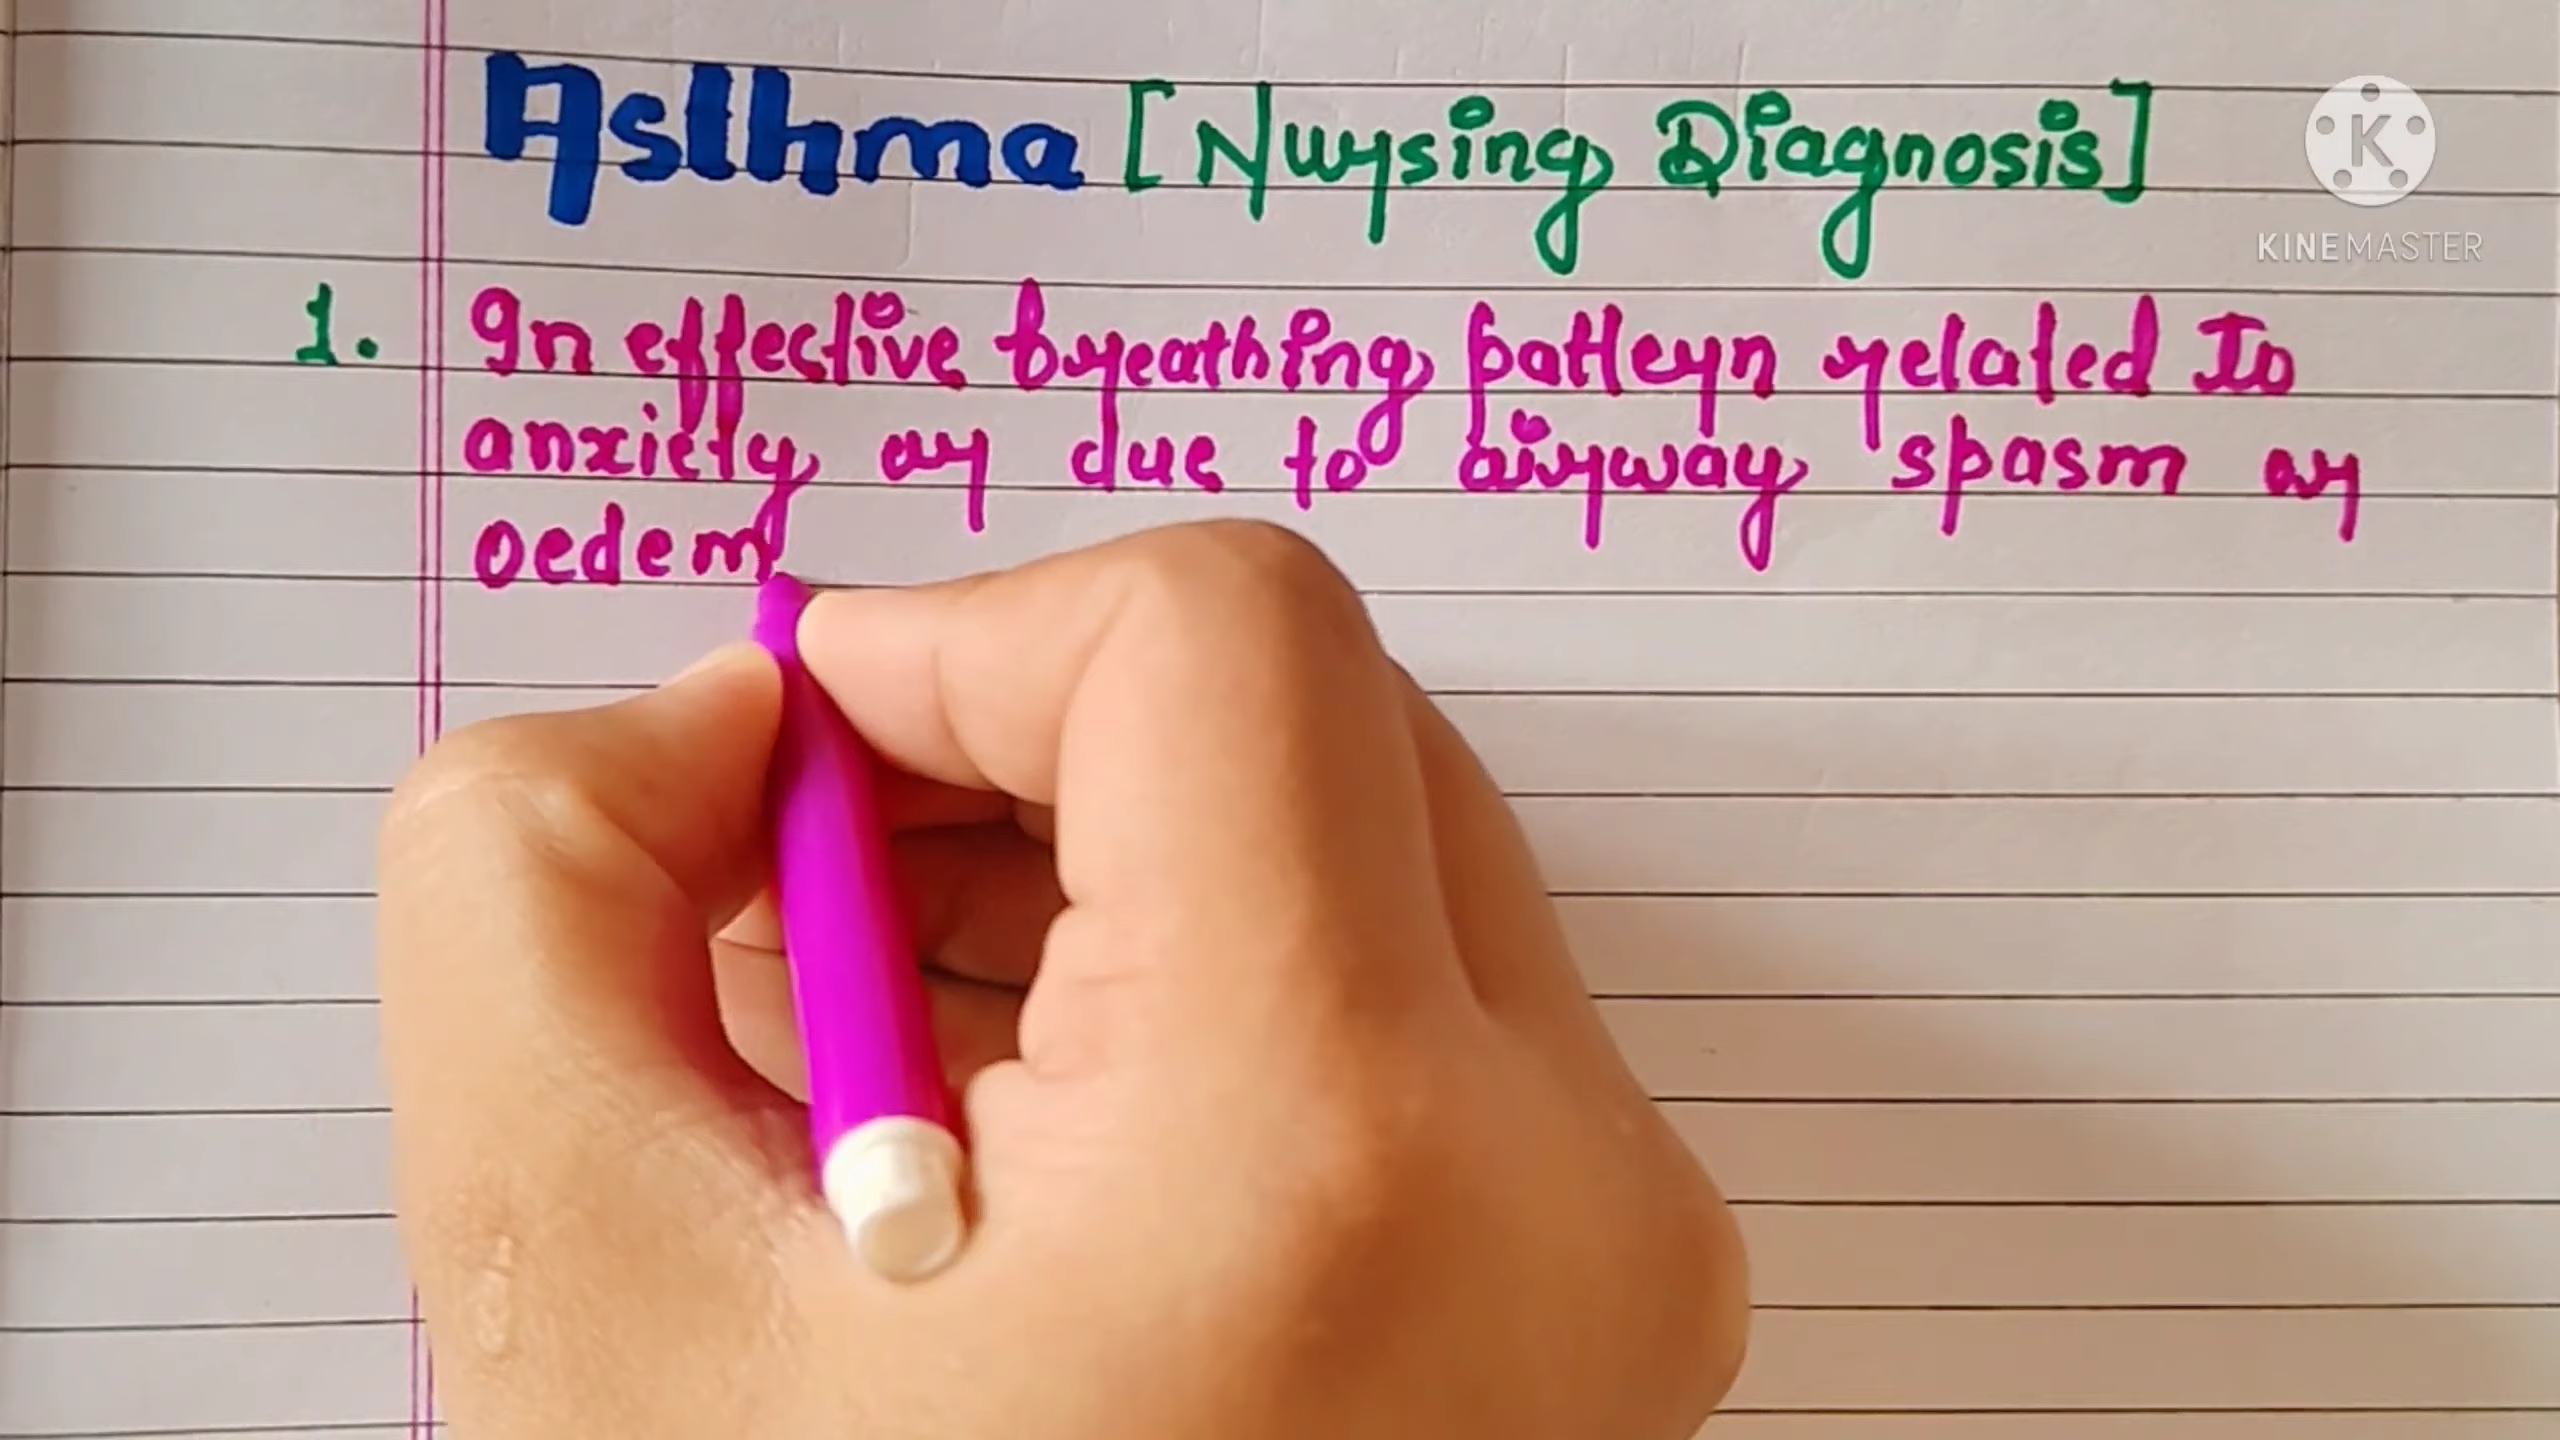 Asthma [Nursing Diagnosis]
K
KINEMASTER
1. In effective breathing pattern related to
anxiety or due to airway spasm or
oedem